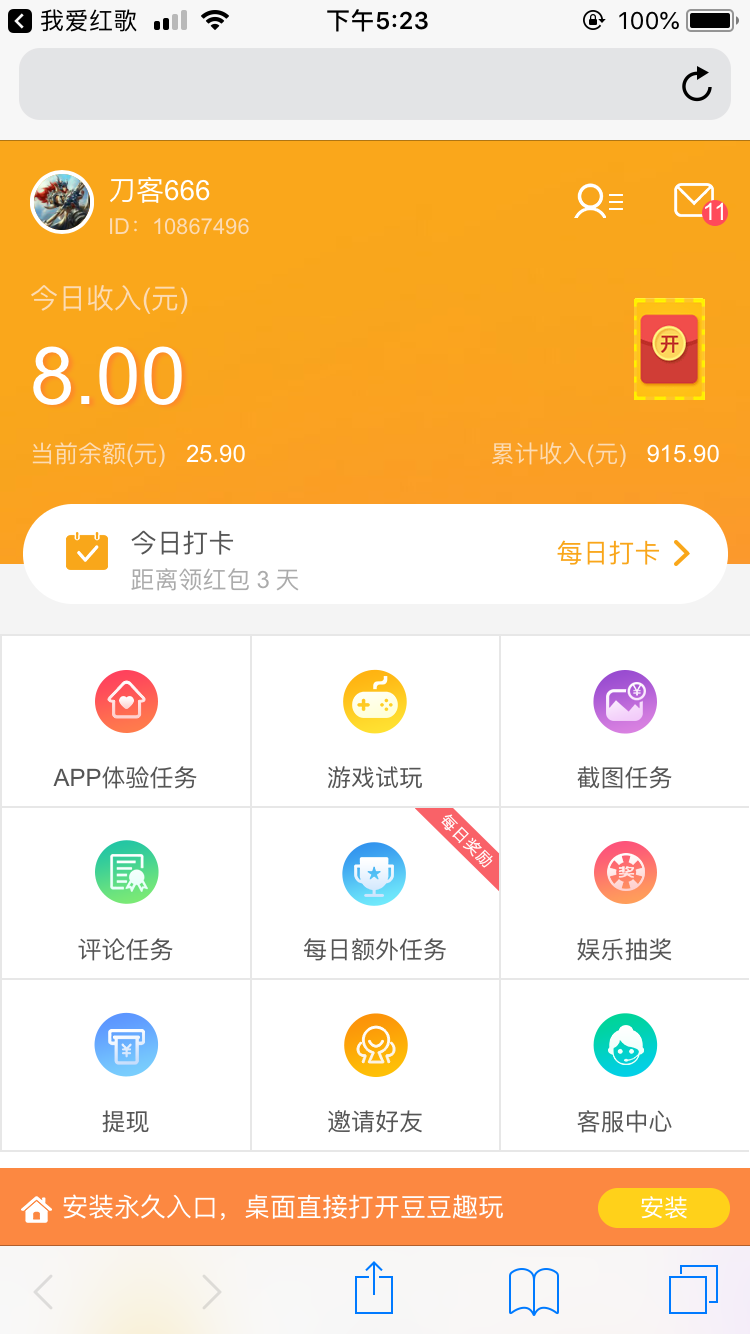 我爱红歌 下午5:23 100%
刀客666
ID：10867496
11
今日收入(元)
8.00
开
当前余额(元) 25.90 累计收入(元) 915.90
今日打卡
每日打卡
距离领红包 3 天
APP体验任务 游戏试玩 截图任务
每日奖励
奖
评论任务 每日额外任务 娱乐抽奖
提现 邀请好友 客服中心
安装永久入口，桌面直接打开豆豆趣玩 安装